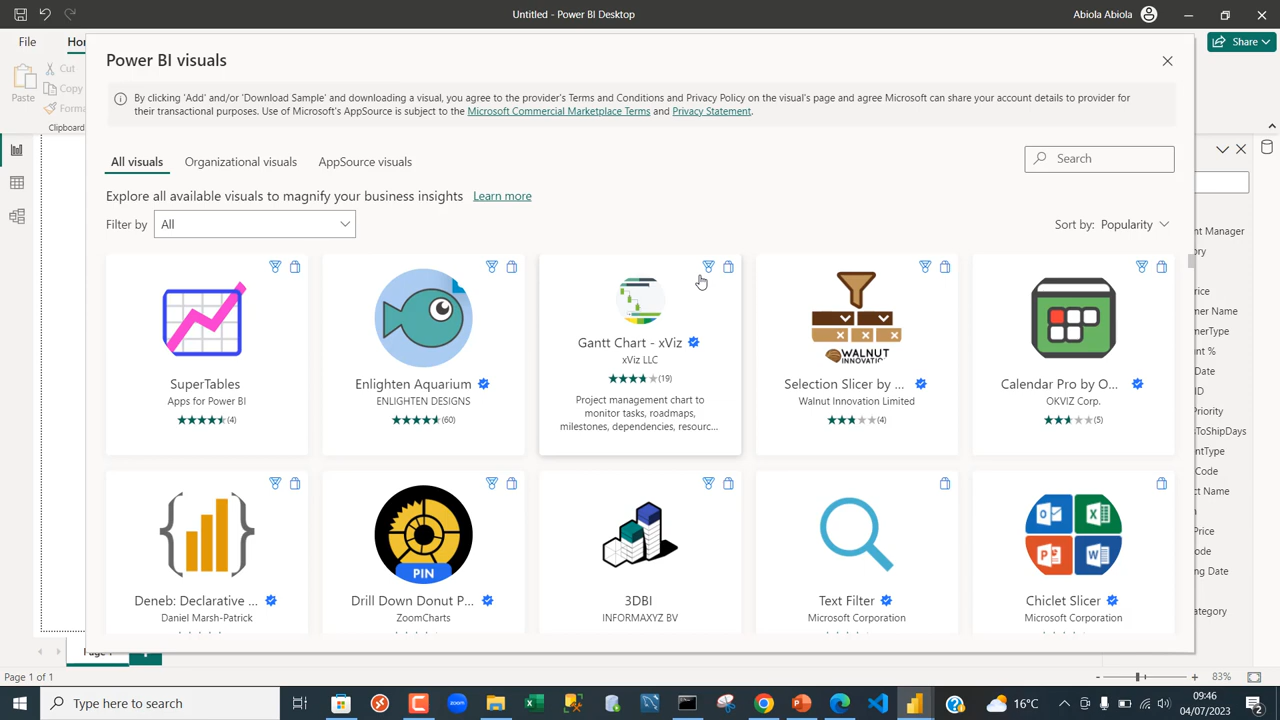 Untitled - Power BI Desktop
Abiola Abiola
File
Share
Power BI visuals
Cut
Copy
Paste
Clipboard
By clicking 'Add' and/or 'Download Sample' and downloading a visual, you agree to the provider's Terms and Conditions and Privacy Policy on the visual's page and agree Microsoft can share your account details to provider for
their transactional purposes. Use of Microsoft's AppSource is subject to the Microsoft Commercial Marketplace Terms and Privacy Statement.
All visuals
Organizational visuals
AppSource visuals
Search
Explore all available visuals to magnify your business insights Learn more
Filter by
All
Sort by: Popularity
SuperTables
Apps for Power BI
(4)
Enlighten Aquarium
ENLIGHTEN DESIGNS
(60)
Gantt Chart - xViz
xViz LLC
(19)
Project management chart to
monitor tasks, roadmaps,
milestones, dependencies, resourc...
WALNUT
INNOVATION
Selection Slicer by ...
Walnut Innovation Limited
(4)
Calendar Pro by O...
OKVIZ Corp.
(5)
Deneb: Declarative ...
Daniel Marsh-Patrick
PIN
Drill Down Donut P...
ZoomCharts
3DBI
INFORMAXYZ BV
Text Filter
Microsoft Corporation
Chiclet Slicer
Microsoft Corporation
nt Manager
ory
rice
mer Name
merType
nt %
Date
ID
Priority
sToShipDays
entType
Code
ct Name
Price
ode
ng Date
ategory
Page 1 of 1
83%
Type here to search
16°C
09:46
04/07/2023
2